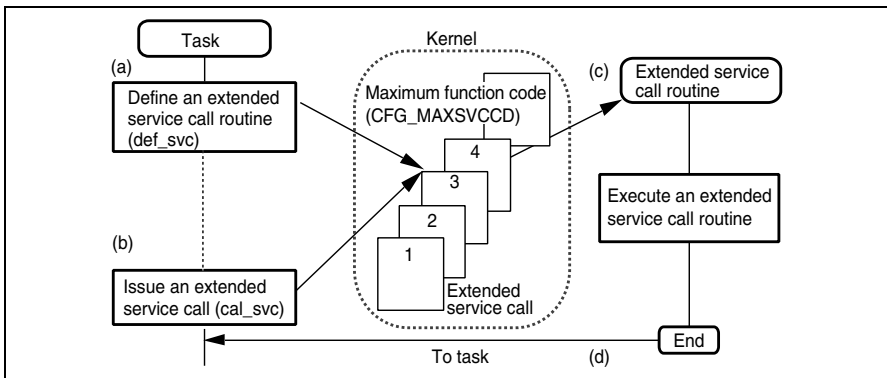 Task
Kernel
(a)
(c)
Define an extended
service call routine
(def_svc)
Maximum function code
(CFG_MAXSVCCD)
Extended service
call routine
4
3
2
1
Execute an extended
service call routine
(b)
Issue an extended
service call (cal_svc)
Extended
service call
End
To task
(d)